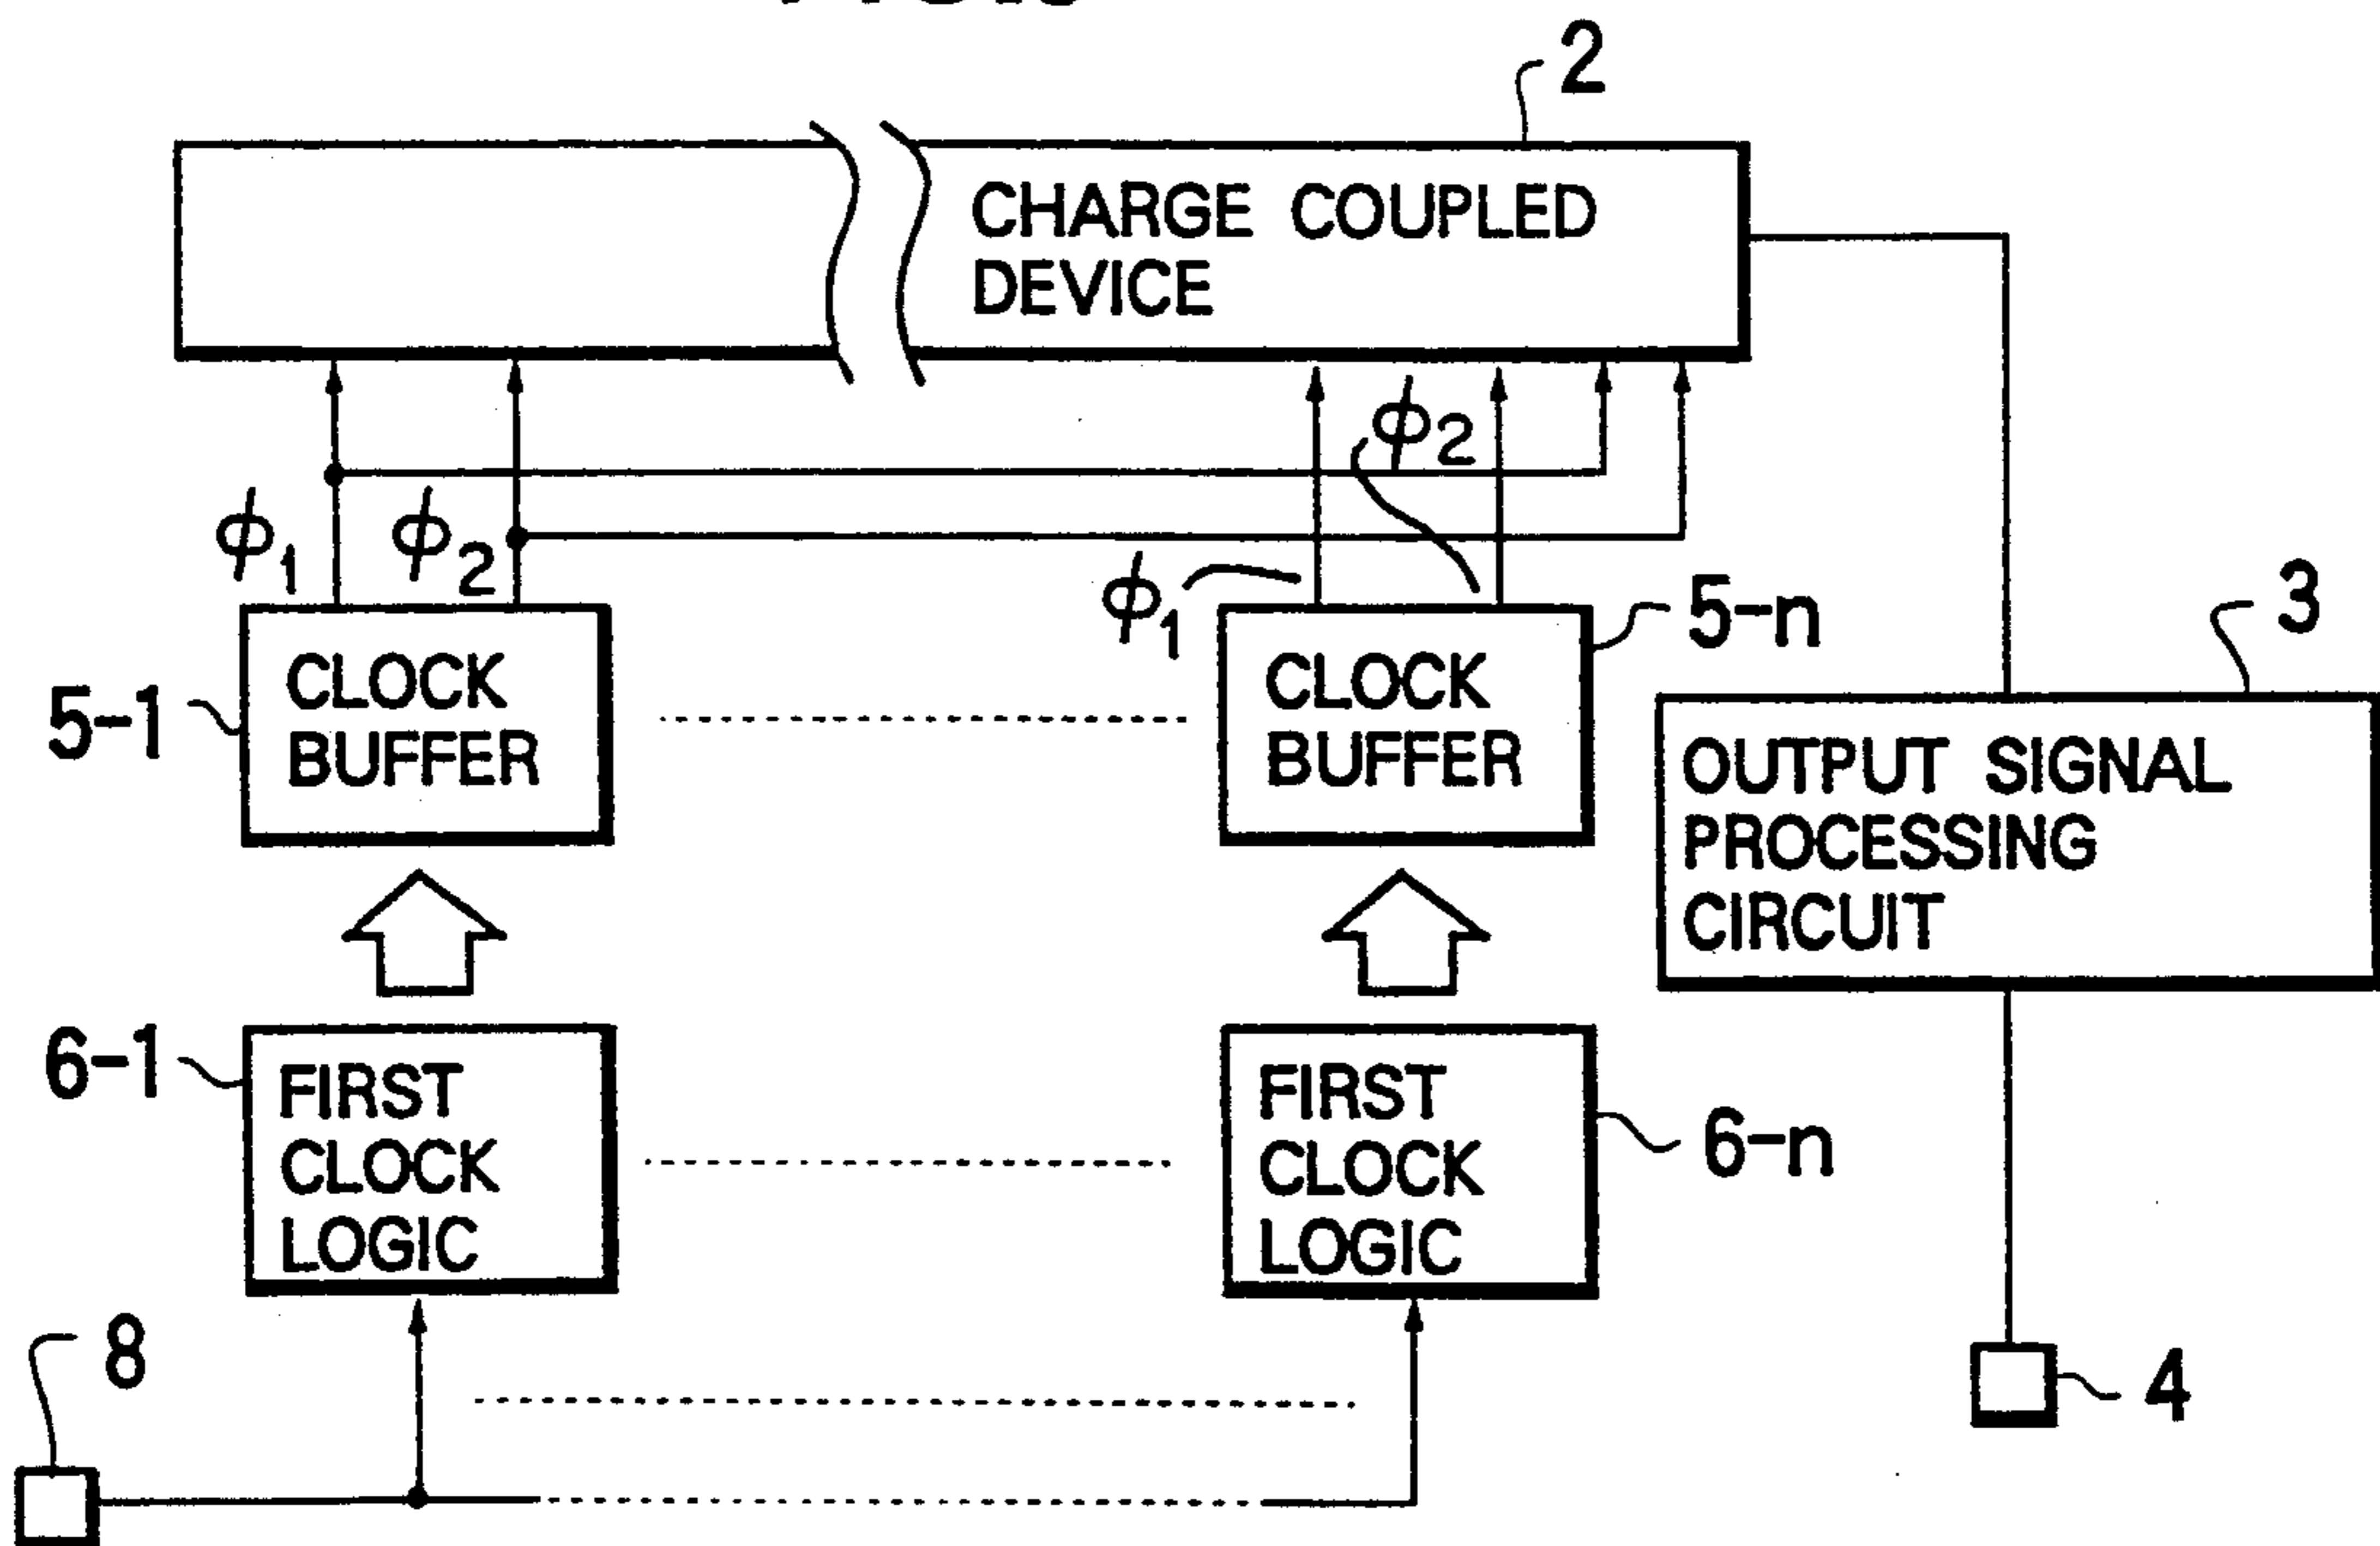 2
CHARGE COUPLED
DEVICE
ϕ2
ϕ1 ϕ2
ϕ1
5-n
3
5-1
CLOCK
BUFFER
CLOCK
BUFFER
OUTPUT SIGNAL
PROCESSING
CIRCUIT
6-1
FIRST
CLOCK
LOGIC
FIRST
CLOCK
LOGIC
6-n
8
4